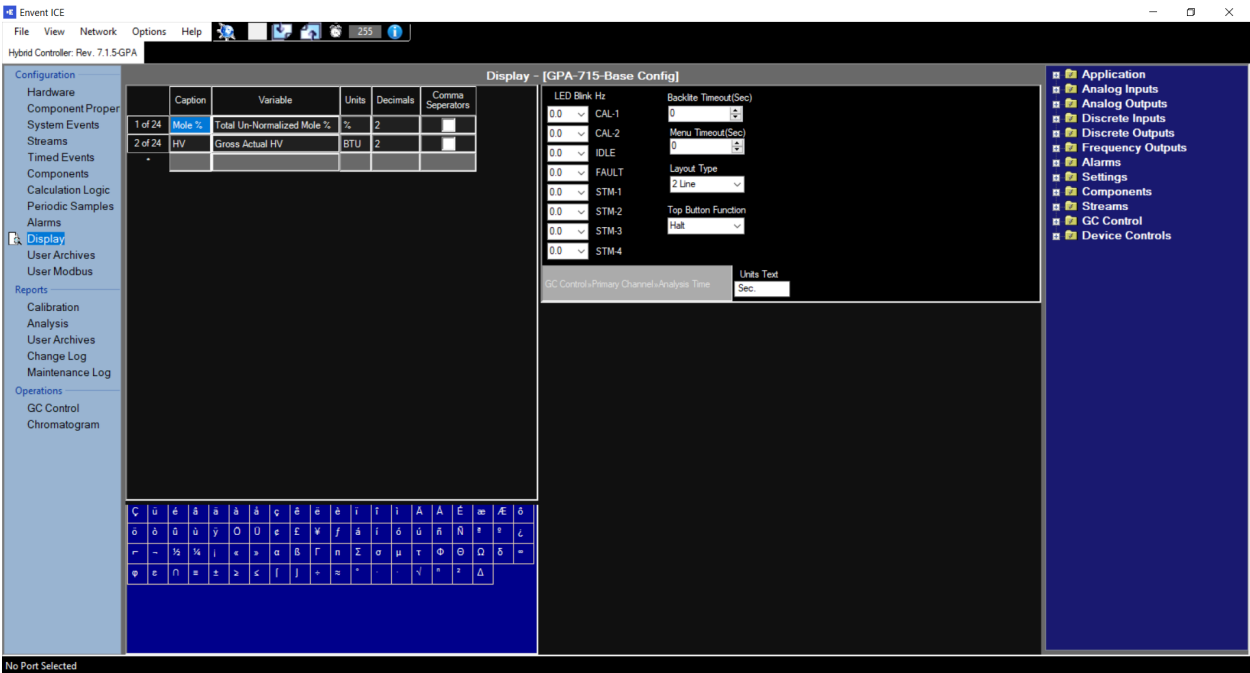 Envent ICE
File View Network Options Help 255
Hybrid Controller: Rev. 7.1.5-GPA
Configuration
Hardware
Component Proper
System Events
Streams
Timed Events
Components
Calculation Logic
Periodic Samples
Alarms
Display
User Archives
User Modbus
Reports
Calibration
Analysis
User Archives
Change Log
Maintenance Log
Operations
GC Control
Chromatogram
Display - [GPA-715-Base Config]
Caption Variable Units Decimals Comma Seperators
1 of 24 Mole % Total Un-Normalized Mole % % 2
2 of 24 HV Gross Actual HV BTU 2
*
LED Blink Hz
0.0 CAL-1
0.0 CAL-2
0.0 IDLE
0.0 FAULT
0.0 STM-1
0.0 STM-2
0.0 STM-3
0.0 STM-4
Backlite Timeout(Sec)
0
Menu Timeout(Sec)
0
Layout Type
2 Line
Top Button Function
Halt
GC Control»Primary Channel»Analysis Time
Units Text
Sec.
Ç ü é â ä à å ç ê ë è ï î ì Ä Å É æ Æ ô
ö ò û ù ÿ Ö Ü ¢ £ ¥ ƒ á í ó ú ñ Ñ ª º ¿
⌐ ¬ ½ ¼ ¡ « » α ß Γ π Σ σ µ τ Φ Θ Ω δ ∞
φ ε ∩ ≡ ± ≥ ≤ ⌠ ⌡ ÷ ≈ ° ∙ · √ ⁿ ² Δ
Application
Analog Inputs
Analog Outputs
Discrete Inputs
Discrete Outputs
Frequency Outputs
Alarms
Settings
Components
Streams
GC Control
Device Controls
No Port Selected